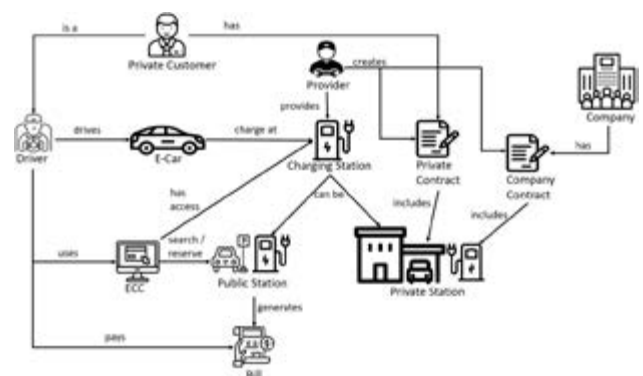 is a
has
Private Customer
Provider
creates
Company
provides
Driver
drives
E-Car
charge at
Charging Station
Private
Contract
Company
Contract
has
has
access
can be
includes
includes
uses
ECC
search /
reserve
Public Station
Private Station
generates
pays
Bill